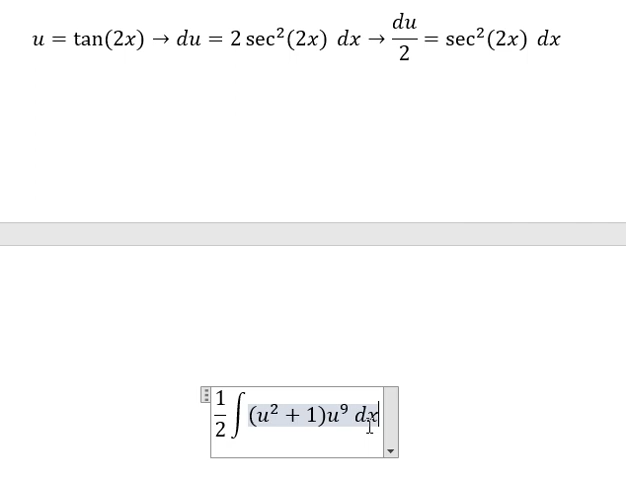 u = tan(2x) → du = 2 sec²(2x) dx → du/2 = sec²(2x) dx
1/2 ∫(u² + 1)u⁹ dx